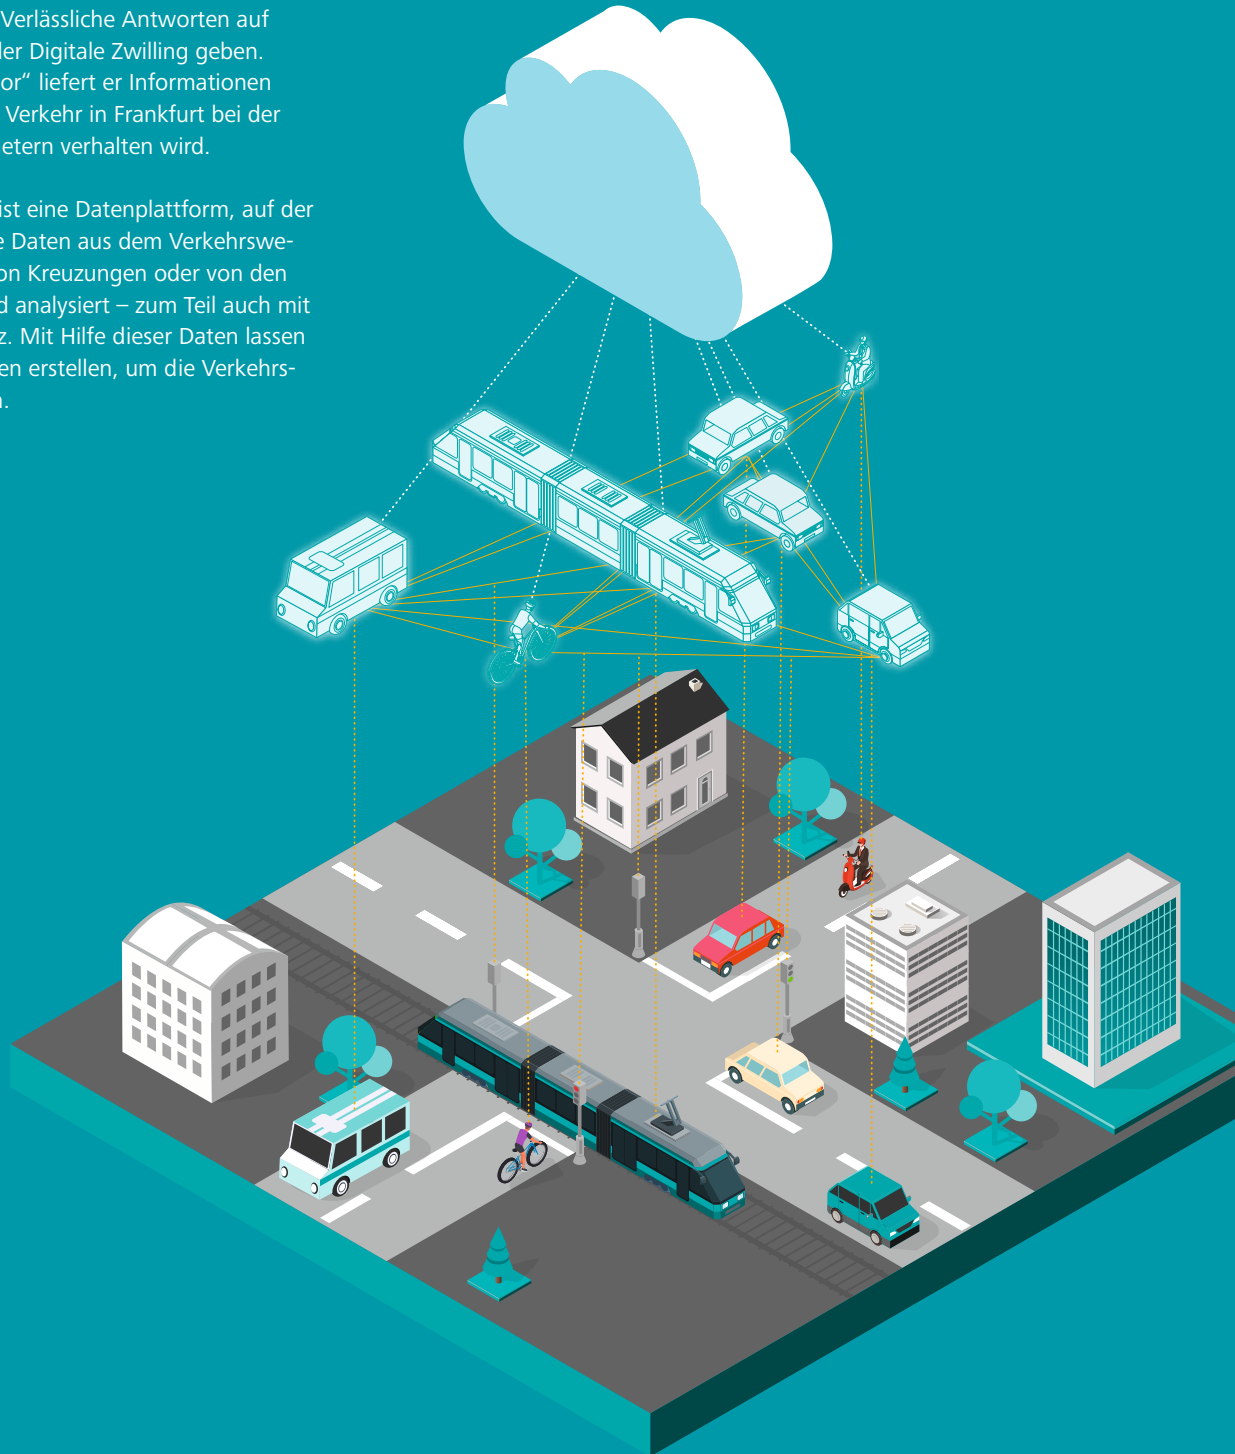 Verlässliche Antworten auf
der Digitale Zwilling geben.
or“ liefert er Informationen
Verkehr in Frankfurt bei der
etern verhalten wird.
ist eine Datenplattform, auf der
e Daten aus dem Verkehrswe-
on Kreuzungen oder von den
d analysiert – zum Teil auch mit
z. Mit Hilfe dieser Daten lassen
en erstellen, um die Verkehrs-
n.